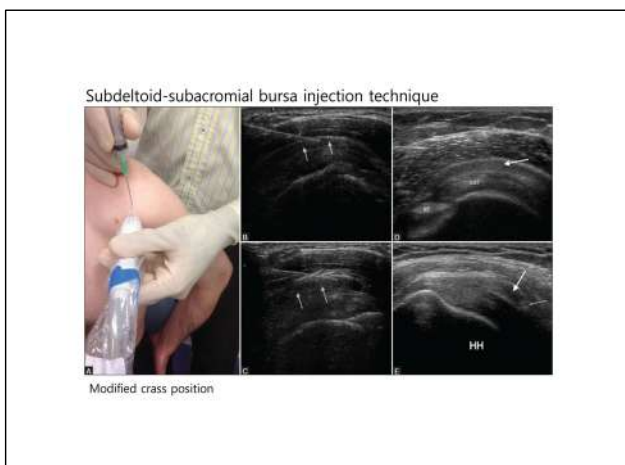 Subdeltoid-subacromial bursa injection technique
A
B
C
D
E
HH
Modified crass position